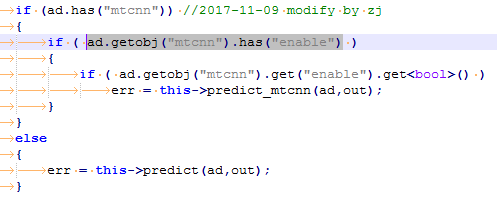 if (ad.has("mtcnn")) //2017-11-09 modify by zj
{
if ( ad.getobj("mtcnn").has("enable") )
{
if ( ad.getobj("mtcnn").get("enable").get<bool>() )
err = this->predict_mtcnn(ad,out);
}
}
else
{
err = this->predict(ad,out);
}